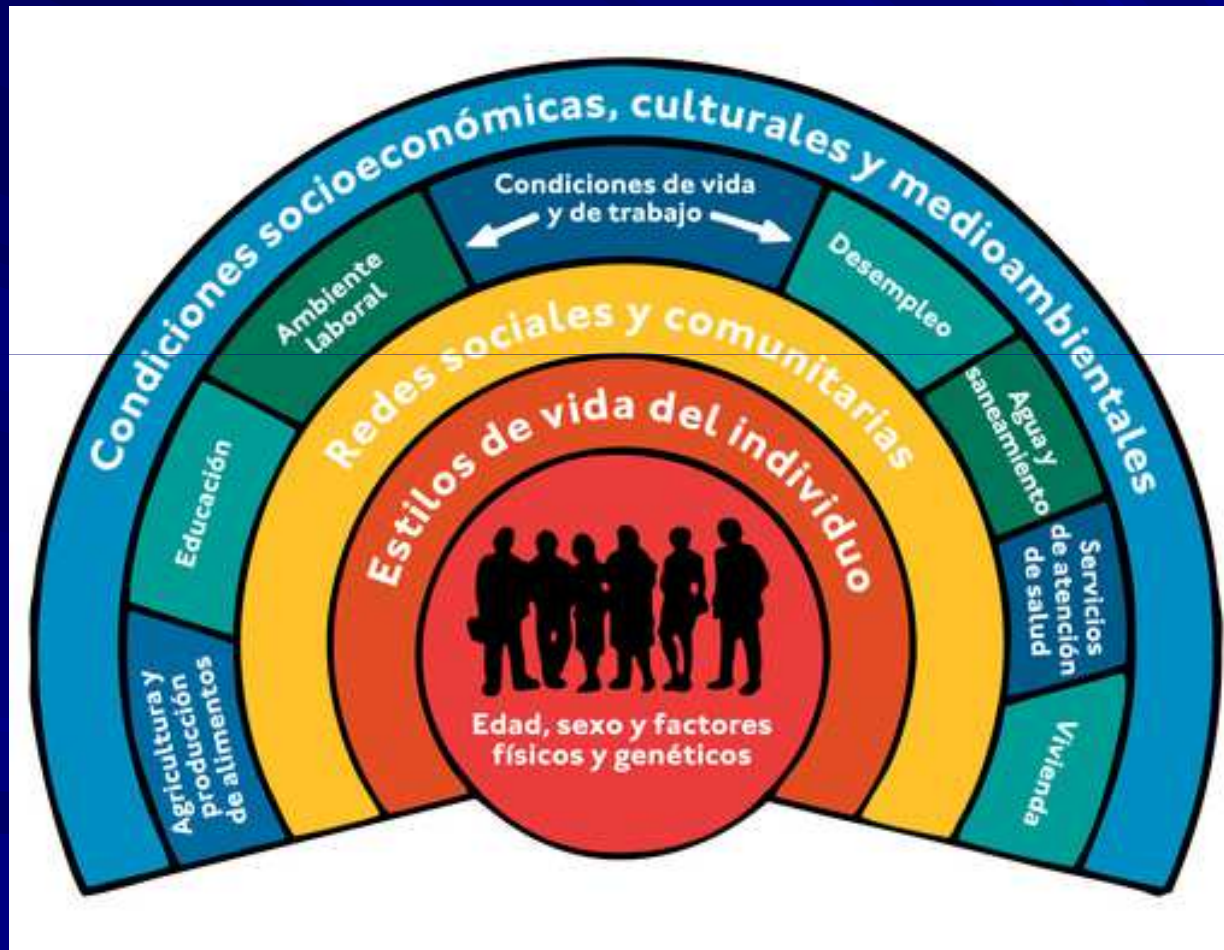 Condiciones socioeconómicas, culturales y medioambientales
Condiciones de vida
y de trabajo
Agricultura y
producción
productos
de alimentos
Educación
Ambiente
laboral
Desempleo
Agua y
saneamiento
Servicios
de atención
de salud
Vivienda
Redes sociales y comunitarias
Estilos de vida del individuo
Edad, sexo y factores
físicos y genéticos